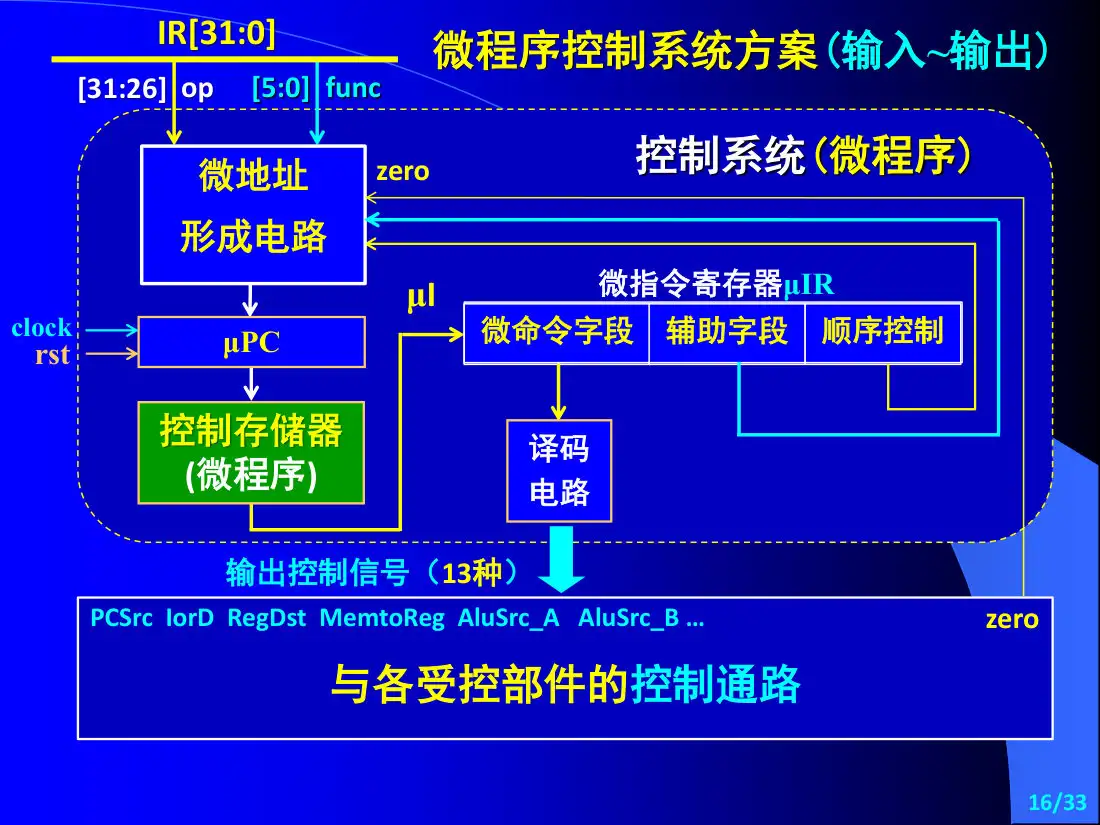 IR[31:0]
微程序控制系统方案(输入~输出)
[31:26] op [5:0] func
控制系统(微程序)
微地址
形成电路
zero
微指令寄存器μIR
μI
微命令字段 辅助字段 顺序控制
clock
rst
μPC
控制存储器
(微程序)
译码
电路
输出控制信号（13种）
PCSrc IorD RegDst MemtoReg AluSrc_A AluSrc_B ...
zero
与各受控部件的控制通路
16/33